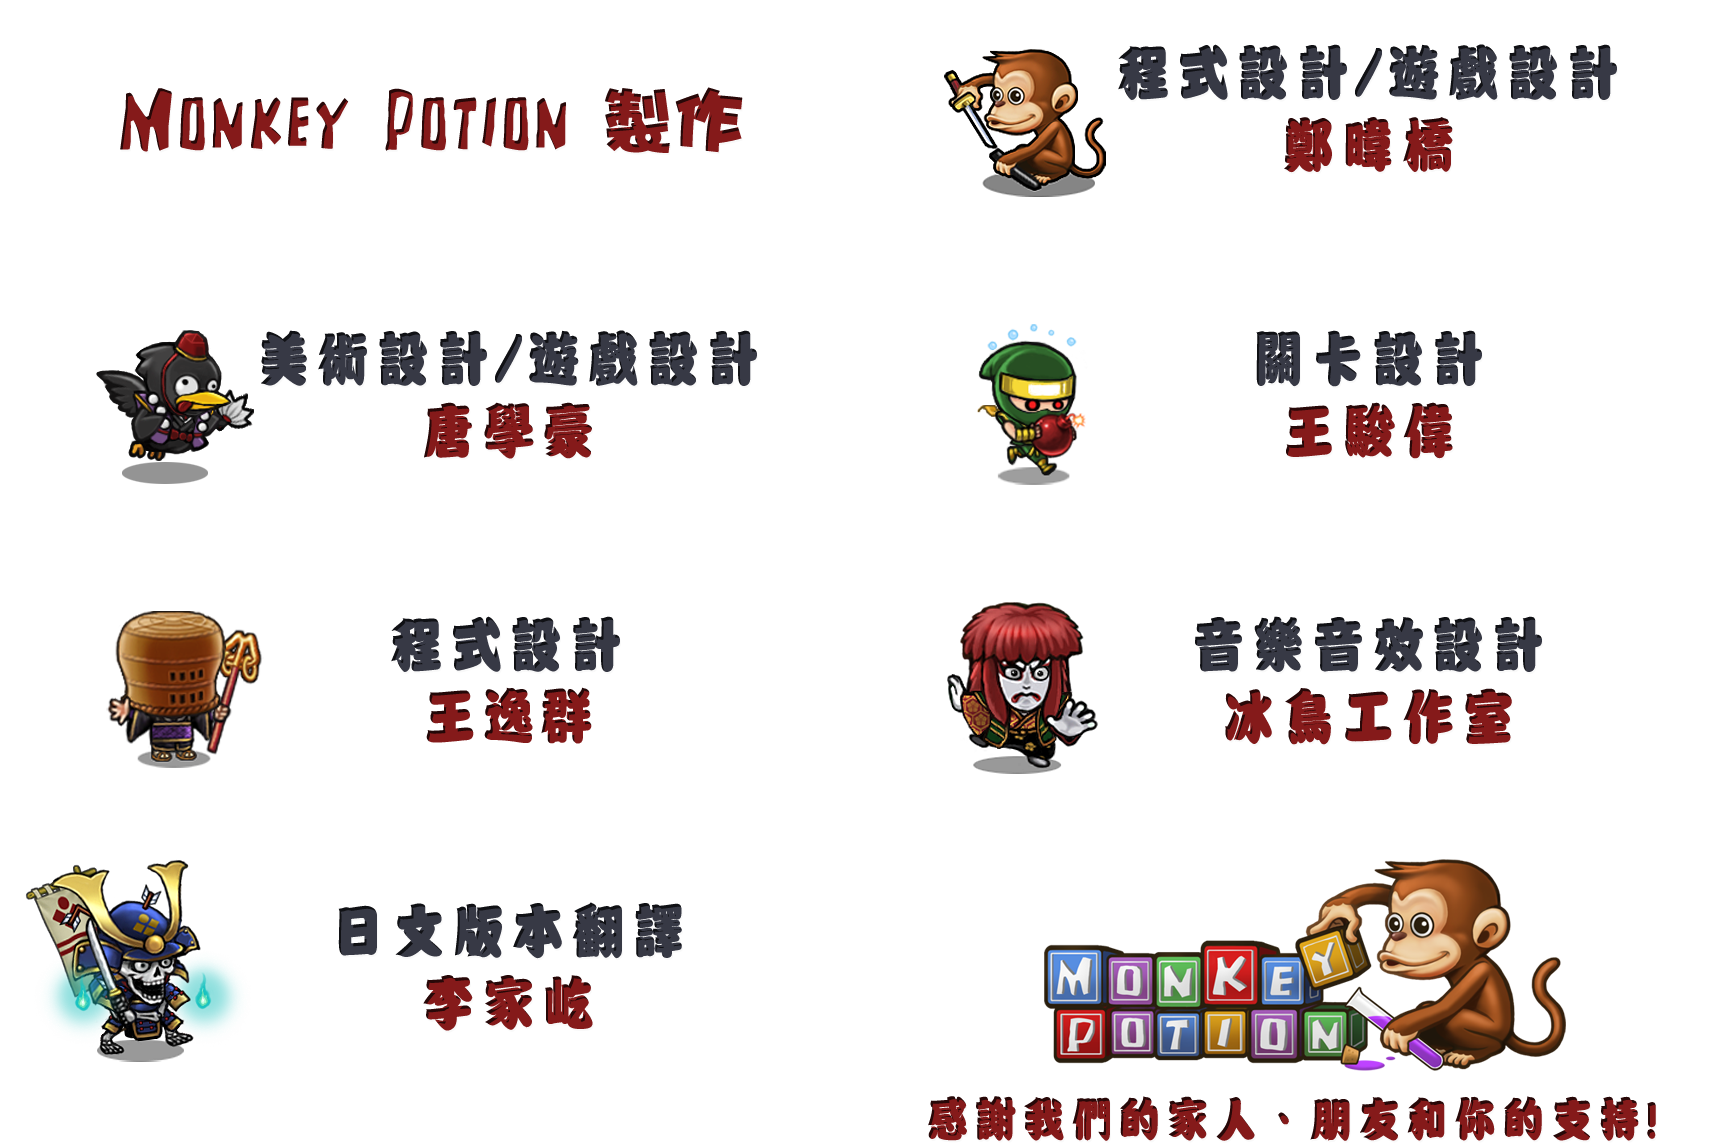 Monkey Potion 製作
程式設計/遊戲設計
鄭暐橋
美術設計/遊戲設計
唐學豪
關卡設計
王駿偉
程式設計
王逸群
音樂音效設計
冰鳥工作室
日文版本翻譯
李家屹
MONKEY
POTION
感謝我們的家人、朋友和你的支持!